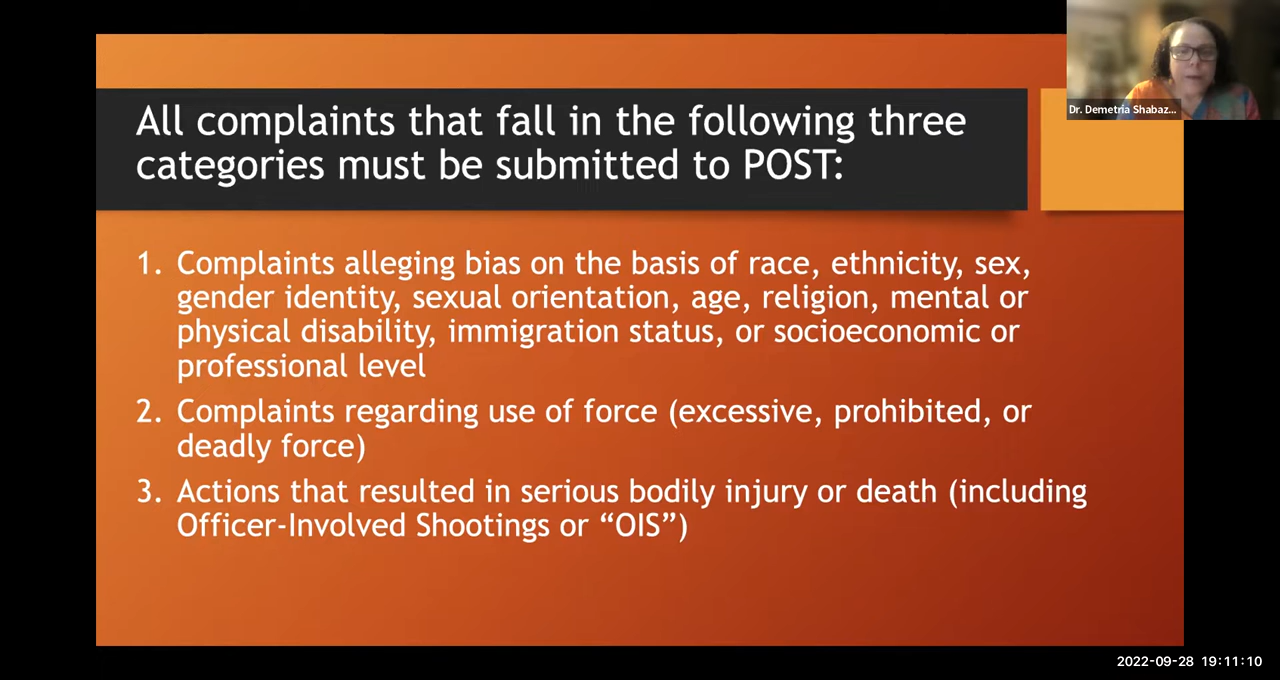 Dr. Demetria Shabaz...
All complaints that fall in the following three
categories must be submitted to POST:
1. Complaints alleging bias on the basis of race, ethnicity, sex,
gender identity, sexual orientation, age, religion, mental or
physical disability, immigration status, or socioeconomic or
professional level
2. Complaints regarding use of force (excessive, prohibited, or
deadly force)
3. Actions that resulted in serious bodily injury or death (including
Officer-Involved Shootings or “OIS”)
2022-09-28 19:11:10